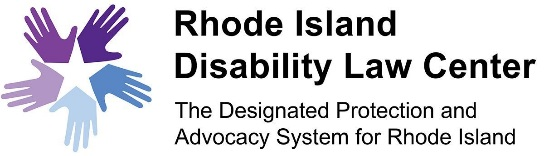 Rhode Island
Disability Law Center
The Designated Protection and
Advocacy System for Rhode Island